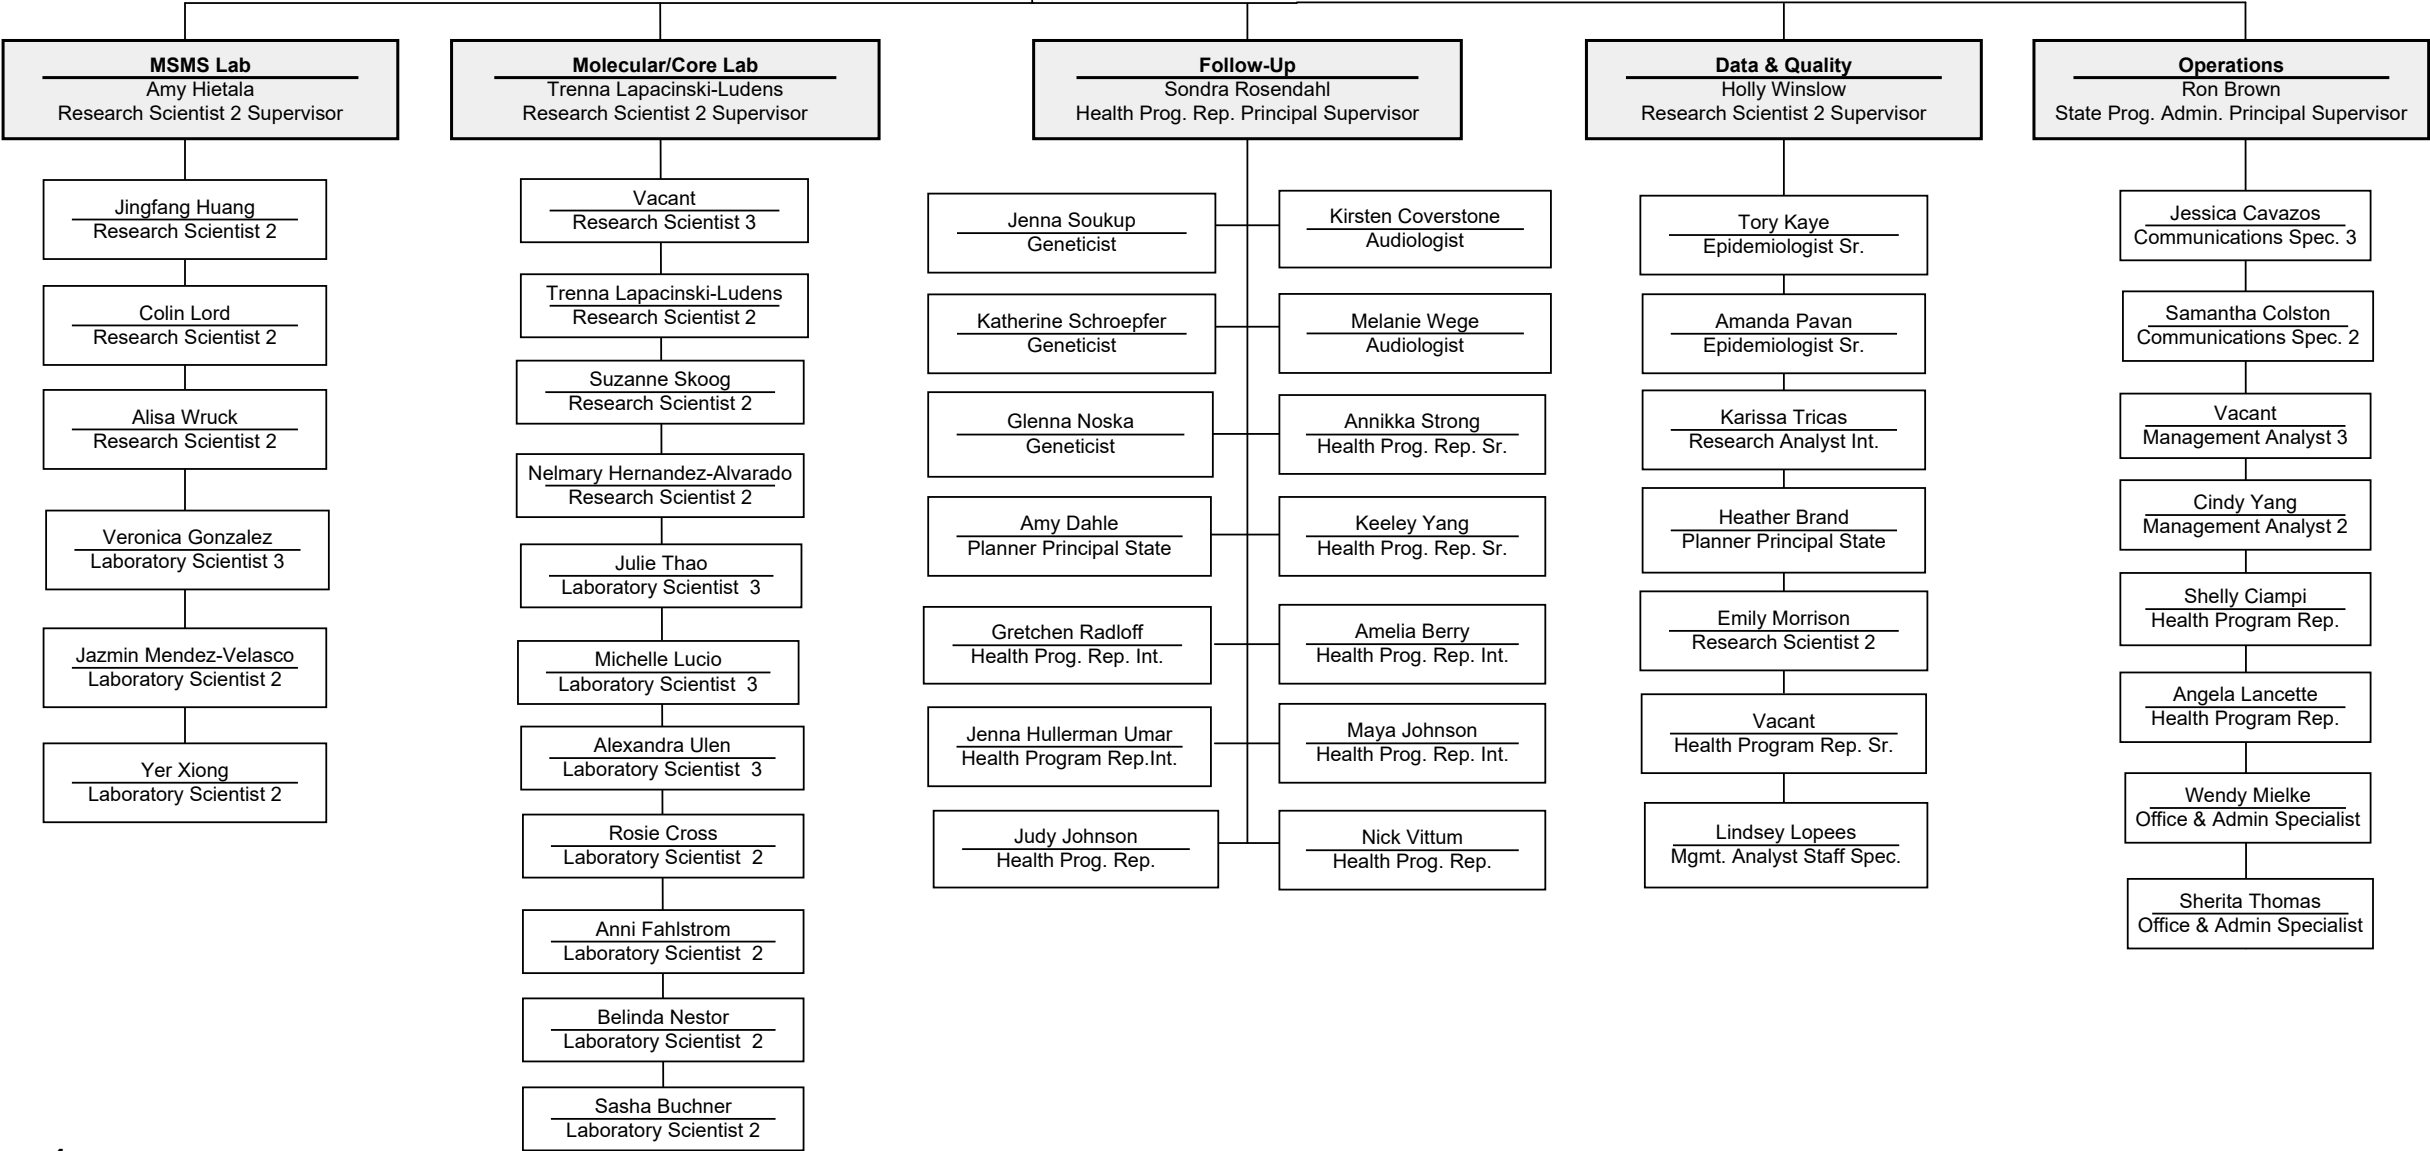 MSMS Lab
Amy Hietala
Research Scientist 2 Supervisor
Jingfang Huang
Research Scientist 2
Colin Lord
Research Scientist 2
Alisa Wruck
Research Scientist 2
Veronica Gonzalez
Laboratory Scientist 3
Jazmin Mendez-Velasco
Laboratory Scientist 2
Yer Xiong
Laboratory Scientist 2
Molecular/Core Lab
Trenna Lapacinski-Ludens
Research Scientist 2 Supervisor
Vacant
Research Scientist 3
Trenna Lapacinski-Ludens
Research Scientist 2
Suzanne Skoog
Research Scientist 2
Nelmary Hernandez-Alvarado
Research Scientist 2
Julie Thao
Laboratory Scientist 3
Michelle Lucio
Laboratory Scientist 3
Alexandra Ulen
Laboratory Scientist 3
Rosie Cross
Laboratory Scientist 2
Anni Fahlstrom
Laboratory Scientist 2
Belinda Nestor
Laboratory Scientist 2
Sasha Buchner
Laboratory Scientist 2
Follow-Up
Sondra Rosendahl
Health Prog. Rep. Principal Supervisor
Jenna Soukup
Geneticist
Kirsten Coverstone
Audiologist
Katherine Schroepfer
Geneticist
Melanie Wege
Audiologist
Glenna Noska
Geneticist
Annikka Strong
Health Prog. Rep. Sr.
Amy Dahle
Planner Principal State
Keeley Yang
Health Prog. Rep. Sr.
Gretchen Radloff
Health Prog. Rep. Int.
Amelia Berry
Health Prog. Rep. Int.
Jenna Hullerman Umar
Health Program Rep.Int.
Maya Johnson
Health Prog. Rep. Int.
Judy Johnson
Health Prog. Rep.
Nick Vittum
Health Prog. Rep.
Data & Quality
Holly Winslow
Research Scientist 2 Supervisor
Tory Kaye
Epidemiologist Sr.
Amanda Pavan
Epidemiologist Sr.
Karissa Tricas
Research Analyst Int.
Heather Brand
Planner Principal State
Emily Morrison
Research Scientist 2
Vacant
Health Program Rep. Sr.
Lindsey Lopees
Mgmt. Analyst Staff Spec.
Operations
Ron Brown
State Prog. Admin. Principal Supervisor
Jessica Cavazos
Communications Spec. 3
Samantha Colston
Communications Spec. 2
Vacant
Management Analyst 3
Cindy Yang
Management Analyst 2
Shelly Ciampi
Health Program Rep.
Angela Lancette
Health Program Rep.
Wendy Mielke
Office & Admin Specialist
Sherita Thomas
Office & Admin Specialist